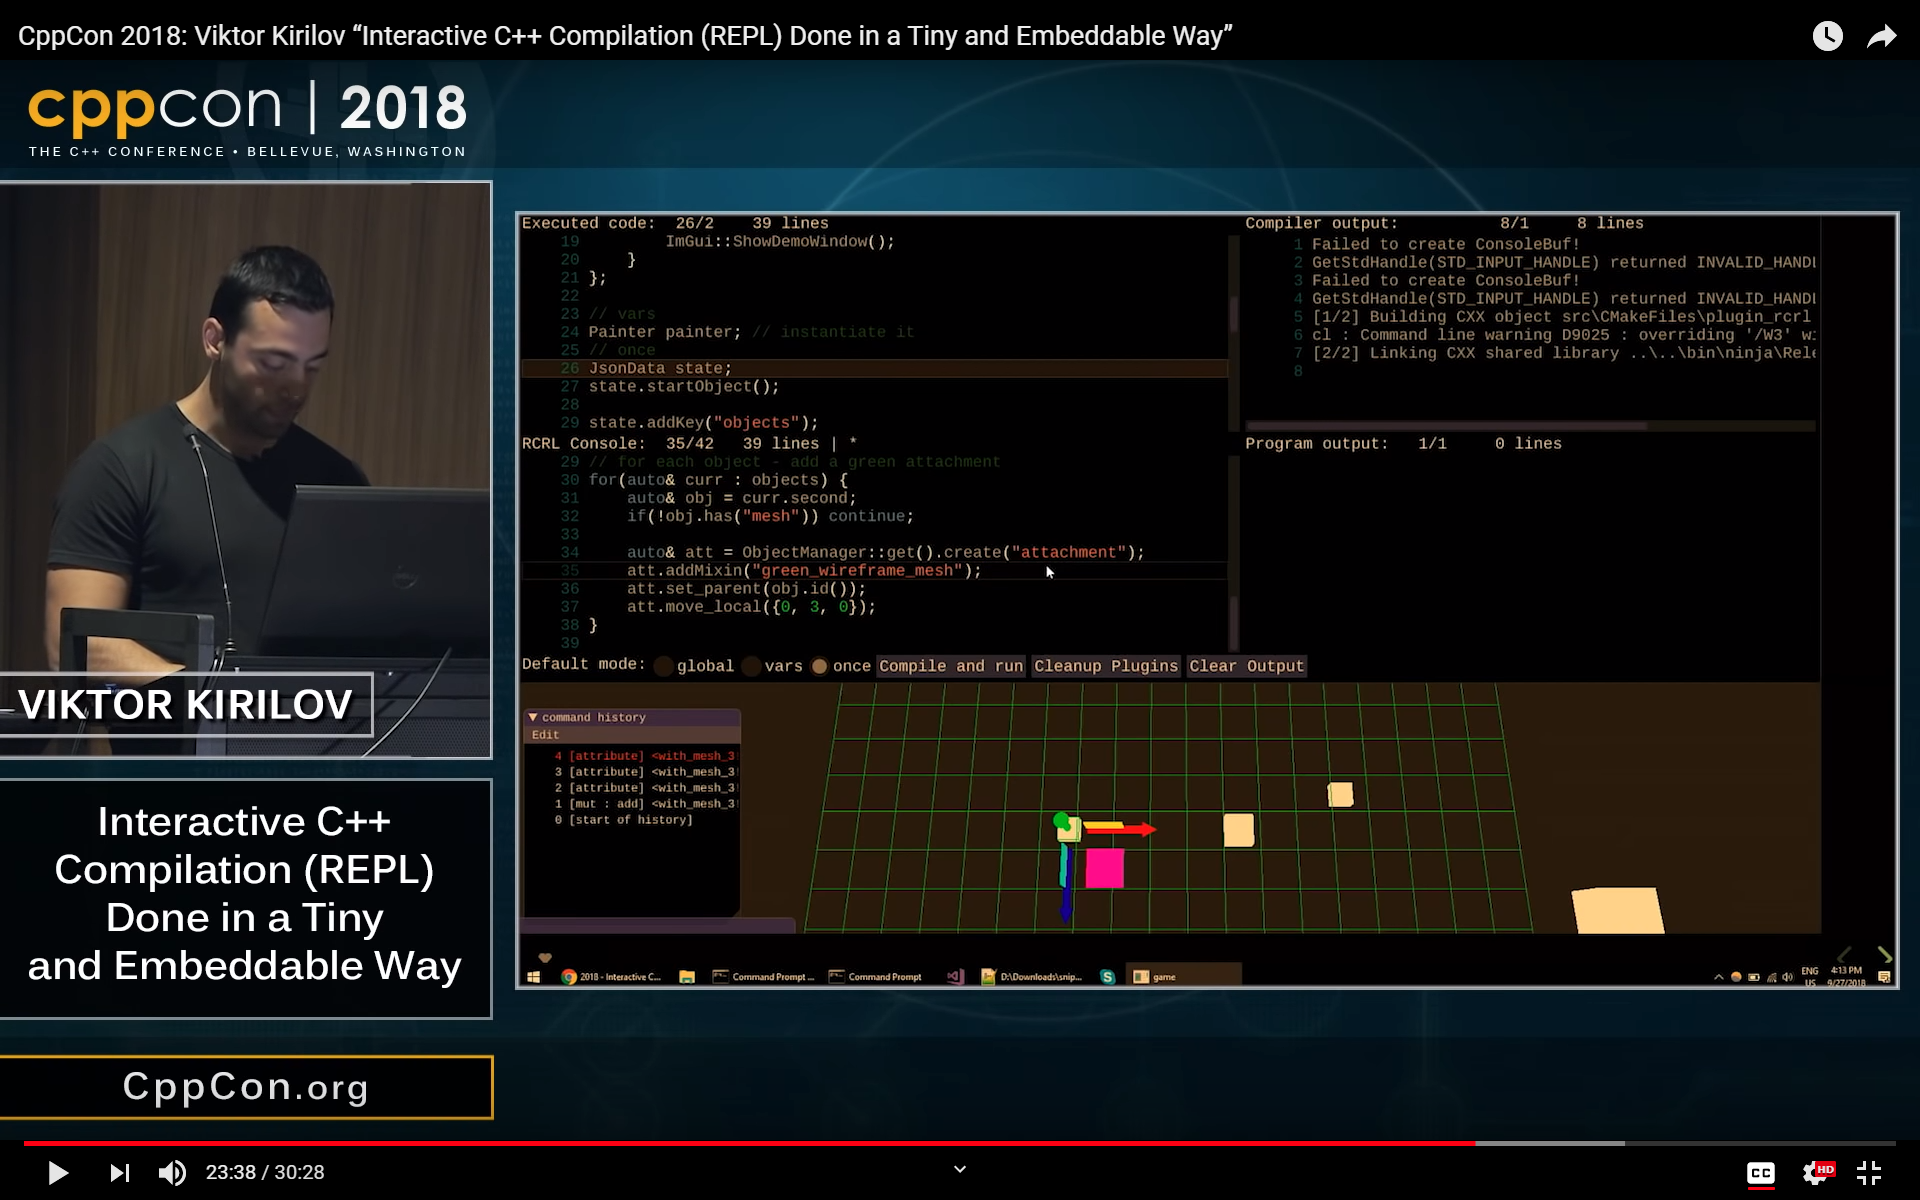 CppCon 2018: Viktor Kirilov “Interactive C++ Compilation (REPL) Done in a Tiny and Embeddable Way”
cppcon | 2018
THE C++ CONFERENCE • BELLEVUE, WASHINGTON
VIKTOR KIRILOV
Interactive C++
Compilation (REPL)
Done in a Tiny
and Embeddable Way
CppCon.org
Executed code: 26/2 39 lines
19 ImGui::ShowDemoWindow();
20 }
21 };
22
23 // vars
24 Painter painter; // instantiate it
25 // once
26 JsonData state;
27 state.startObject();
28
29 state.addKey("objects");
RCRL Console: 35/42 39 lines | *
29 // for each object - add a green attachment
30 for(auto& curr : objects) {
31 auto& obj = curr.second;
32 if(!obj.has("mesh")) continue;
33
34 auto& att = ObjectManager::get().create("attachment");
35 att.addMixin("green_wireframe_mesh");
36 att.set_parent(obj.id());
37 att.move_local({0, 3, 0});
38 }
39
Compiler output: 8/1 8 lines
1 Failed to create ConsoleBuf!
2 GetStdHandle(STD_INPUT_HANDLE) returned INVALID_HANDL
3 Failed to create ConsoleBuf!
4 GetStdHandle(STD_INPUT_HANDLE) returned INVALID_HANDL
5 [1/2] Building CXX object src\CMakeFiles\plugin_rcrl
6 cl : Command line warning D9025 : overriding '/W3' wi
7 [2/2] Linking CXX shared library ..\..\bin\ninja\Rele
8
Program output: 1/1 0 lines
Default mode: global vars once Compile and run Cleanup Plugins Clear Output
command history
Edit
4 [attribute] <with_mesh_3
3 [attribute] <with_mesh_3
2 [attribute] <with_mesh_3
1 [mut : add] <with_mesh_3
0 [start of history]
2018 - Interactive C... Command Prompt ... Command Prompt D:\Downloads\snip... game
ENG
US
4:13 PM
9/27/2018
23:38 / 30:28
CC
HD